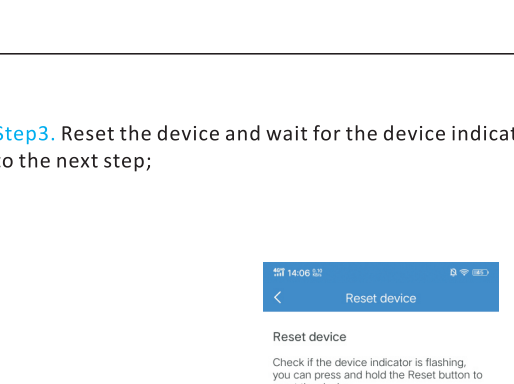 Step3. Reset the device and wait for the device indicat
to the next step;
14:06
Reset device
Reset device
Check if the device indicator is flashing,
you can press and hold the Reset button to